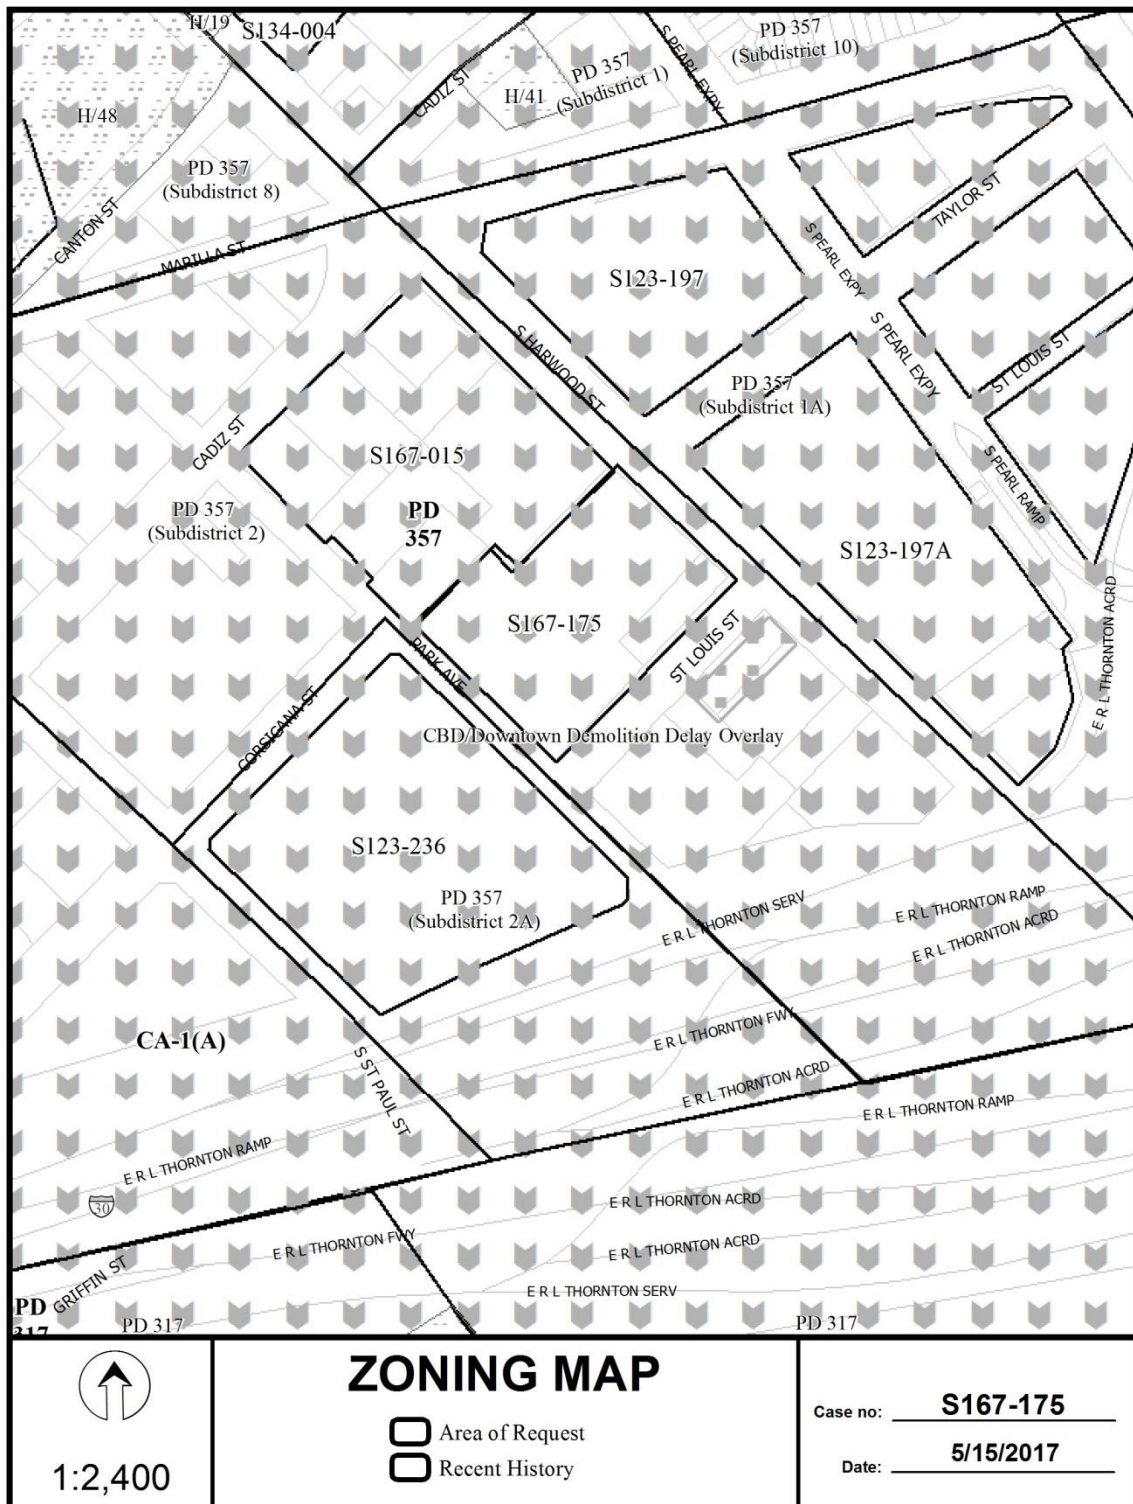 H/19
S134-004
PD 357
(Subdistrict 10)
S PEARL EXPY
PD 357
(Subdistrict 1)
CADIZ ST
H/41
H/48
PD 357
(Subdistrict 8)
CANTON ST
MARILLA ST
TAYLOR ST
S PEARL EXPY
S123-197
S PEARL EXPY
S HARWOOD ST
ST LOUIS ST
PD 357
(Subdistrict 1A)
CADIZ ST
S167-015
S PEARL RAMP
PD 357
(Subdistrict 2)
PD
357
S123-197A
S167-175
ST LOUIS ST
PARK AVE
E R L THORNTON ACRD
CORSICANA ST
CBD/Downtown Demolition Delay Overlay
S123-236
PD 357
(Subdistrict 2A)
E R L THORNTON SERV
E R L THORNTON RAMP
E R L THORNTON ACRD
CA-1(A)
E R L THORNTON FWY
S ST PAUL ST
E R L THORNTON ACRD
E R L THORNTON RAMP
E R L THORNTON RAMP
30
E R L THORNTON ACRD
E R L THORNTON FWY
E R L THORNTON ACRD
GRIFFIN ST
E R L THORNTON SERV
PD
317
PD 317
PD 317
1:2,400
ZONING MAP
Area of Request
Recent History
Case no: S167-175
Date: 5/15/2017